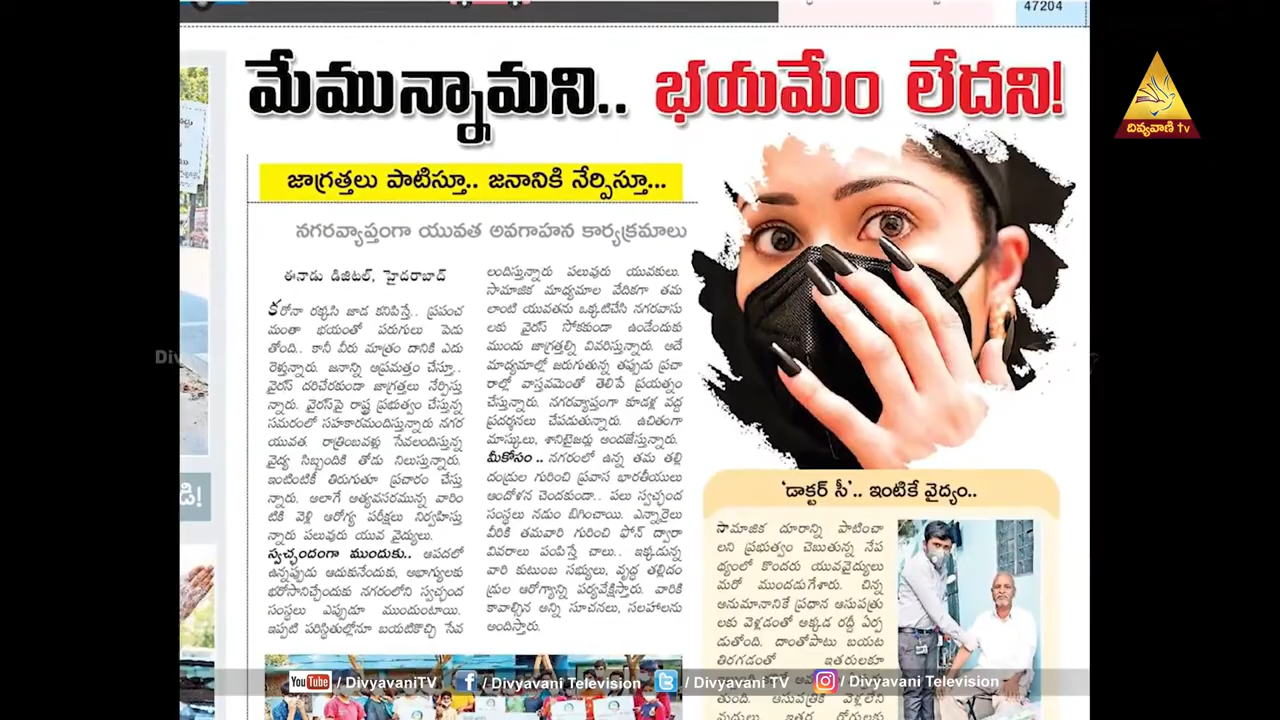 47204
మేమున్నామని.. భయమేం లేదని!
దివ్యవాణి tv
జాగ్రత్తలు పాటిస్తూ.. జనానికి నేర్పిస్తూ...
నగరవ్యాప్తంగా యువత అవగాహన కార్యక్రమాలు
ఈనాడు డిజిటల్, హైదరాబాద్
కరోనా రక్కసి జాడ కనిపిస్తే.. ప్రపంచ
మంతా భయంతో పరుగులు పెడు
తోంది.. కానీ వీరు మాత్రం దానికి ఎదు
రెళ్తున్నారు. జనాన్ని అప్రమత్తం చేస్తూ..
వైరస్ దరిచేరకుండా జాగ్రత్తలు నేర్పిస్తు
న్నారు. వైరస్‌పై రాష్ట్ర ప్రభుత్వం చేస్తున్న
సమరంలో సహకారమందిస్తున్నారు నగర
యువత. రాత్రింబవళ్లు సేవలందిస్తున్న
వైద్య సిబ్బందికి తోడు నిలుస్తున్నారు.
ఇంటింటికీ తిరుగుతూ ప్రచారం చేస్తు
న్నారు. అలాగే అత్యవసరమున్న వారిం
టికి వెళ్లి ఆరోగ్య పరీక్షలు నిర్వహిస్తు
న్నారు పలువురు యువ వైద్యులు.
స్వచ్ఛందంగా ముందుకు.. ఆపదలో
ఉన్నప్పుడు ఆదుకునేందుకు, అభాగ్యులకు
భరోసానిచ్చేందుకు నగరంలోని స్వచ్ఛంద
సంస్థలు ఎప్పుడూ ముందుంటాయి.
ఇప్పటి పరిస్థితుల్లోనూ బయటికొచ్చి సేవ
లందిస్తున్నారు పలువురు యువకులు.
సామాజిక మాధ్యమాల వేదికగా తమ
లాంటి యువతను ఒక్కటిచేసి నగరవాసు
లకు వైరస్ సోకకుండా ఉండేందుకు
ముందు జాగ్రత్తల్ని వివరిస్తున్నారు. అదే
మాధ్యమాల్లో జరుగుతున్న తప్పుడు ప్రచా
రాల్లో వాస్తవమెంతో తెలిపే ప్రయత్నం
చేస్తున్నారు. నగరవ్యాప్తంగా కూడళ్ల వద్ద
ప్రదర్శనలు చేపడుతున్నారు. ఉచితంగా
మాస్కులు, శానిటైజర్లు అందజేస్తున్నారు.
మీకోసం.. నగరంలో ఉన్న తమ తల్లి
దండ్రుల గురించి ప్రవాస భారతీయులు
ఆందోళన చెందకుండా.. పలు స్వచ్ఛంద
సంస్థలు నడుం బిగించాయి. ఎన్నారైలు
వీరికి తమవారి గురించి ఫోన్ ద్వారా
వివరాలు పంపిస్తే చాలు.. ఇక్కడున్న
వారి కుటుంబ సభ్యులు, వృద్ధ తల్లిదం
డ్రుల ఆరోగ్యాన్ని పర్యవేక్షిస్తారు. వారికి
కావాల్సిన అన్ని సూచనలు, సలహాలను
అందిస్తారు.
'డాక్టర్ సీ'.. ఇంటికే వైద్యం..
సామాజిక దూరాన్ని పాటించా
లని ప్రభుత్వం చెబుతున్న నేప
థ్యంలో కొందరు యువవైద్యులు
మరో ముందడుగేశారు. చిన్న
అనుమానానికే ప్రధాన ఆసుపత్రు
లకు వెళ్లడంతో అక్కడ రద్దీ ఏర్ప
డుతోంది. దాంతోపాటు బయట
తిరగడంతో ఇతరులకూ
YouTube / DivyavaniTV
/ Divyavani Television
/ Divyavani TV
/ Divyavani Television